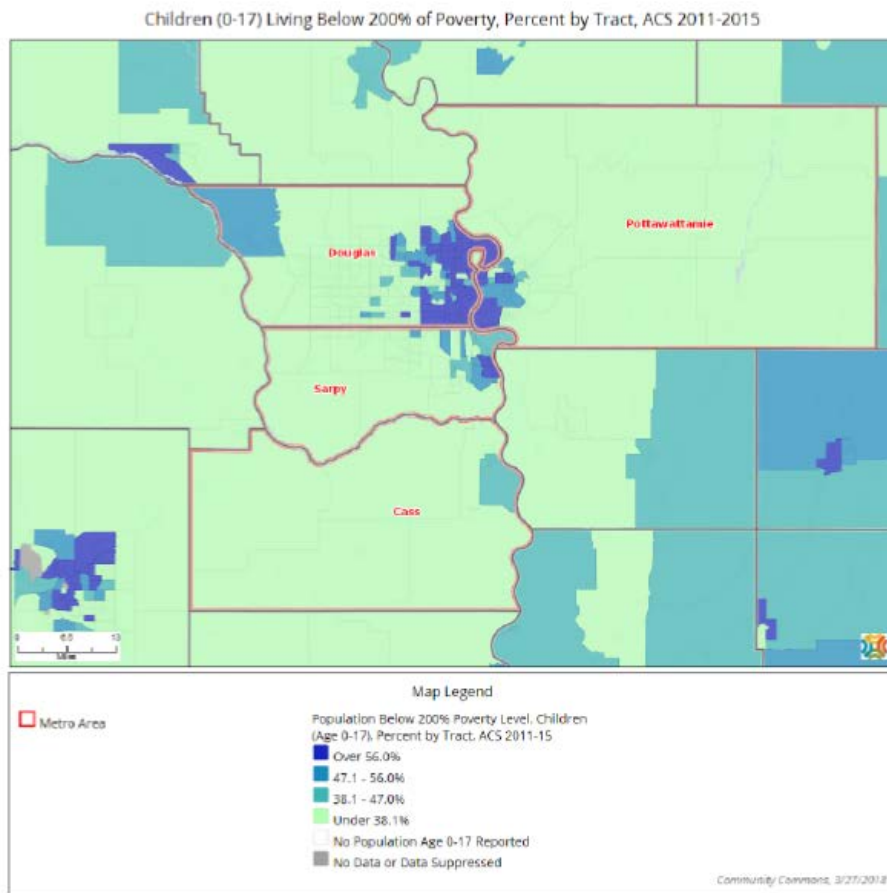 Children (0-17) Living Below 200% of Poverty, Percent by Tract, ACS 2011-2015
Pottawattamie
Douglas
Sarpy
Cass
0 6.5 13
Miles
Map Legend
Metro Area
Population Below 200% Poverty Level, Children
(Age 0-17), Percent by Tract, ACS 2011-15
Over 56.0%
47.1 - 56.0%
38.1 - 47.0%
Under 38.1%
No Population Age 0-17 Reported
No Data or Data Suppressed
Community Commons, 3/27/2018